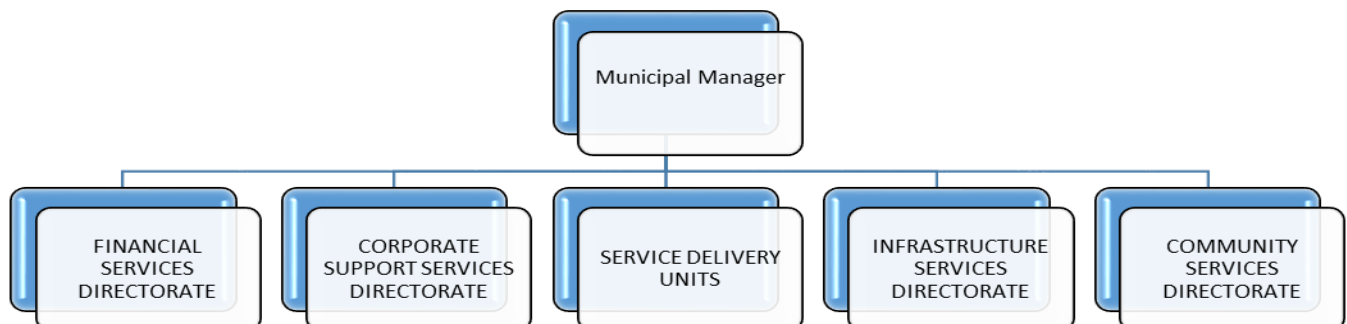 Municipal Manager
FINANCIAL
SERVICES
DIRECTORATE
CORPORATE
SUPPORT SERVICES
DIRECTORATE
SERVICE DELIVERY
UNITS
INFRASTRUCTURE
SERVICES
DIRECTORATE
COMMUNITY
SERVICES
DIRECTORATE